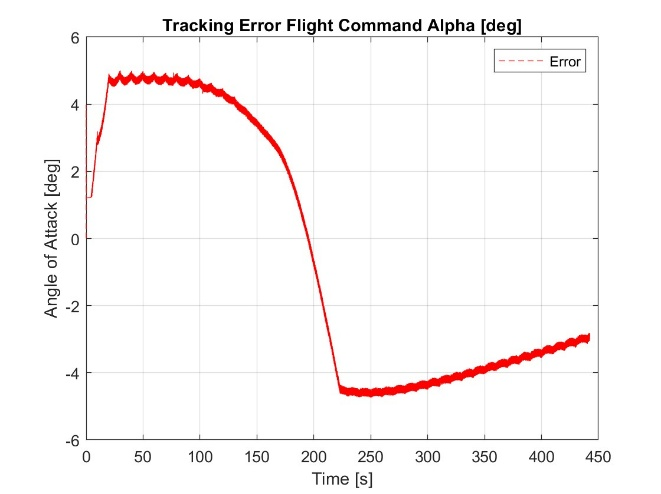 Tracking Error Flight Command Alpha [deg]
Error
Angle of Attack [deg]
6
4
2
0
-2
-4
-6
0 50 100 150 200 250 300 350 400 450
Time [s]